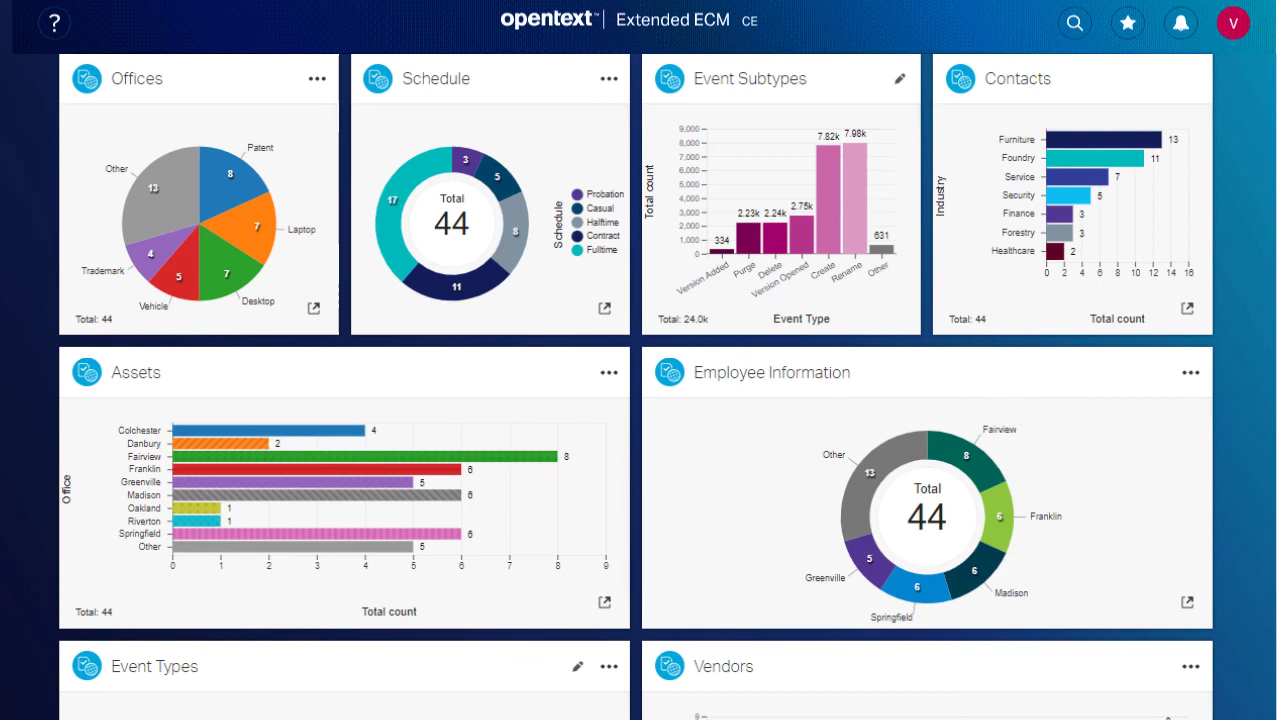 ? opentext™ | Extended ECM CE V
Offices
Patent
8
Laptop
7
Desktop
7
Vehicle
5
Trademark
4
Other
13
Total: 44
Schedule
Total
44
3
5
8
11
17
Schedule
Probation
Casual
Halftime
Contract
Fulltime
Event Subtypes
Total count
9,000
8,000
7,000
6,000
5,000
4,000
3,000
2,000
1,000
0
334
2.23k
2.24k
2.75k
7.82k
7.98k
631
Version Added
Purge
Delete
Version Opened
Create
Rename
Other
Total: 24.0k
Event Type
Contacts
Industry
Furniture 13
Foundry 11
Service 7
Security 5
Finance 3
Forestry 3
Healthcare 2
0 2 4 6 8 10 12 14 16
Total: 44
Total count
Assets
Office
Colchester 4
Danbury 2
Fairview 8
Franklin 6
Greenville 5
Madison 6
Oakland 1
Riverton 1
Springfield 6
Other 5
0 1 2 3 4 5 6 7 8 9
Total: 44
Total count
Employee Information
Total
44
Fairview
8
Franklin
6
Madison
6
Springfield
6
Greenville
5
Other
13
Event Types
Vendors
9